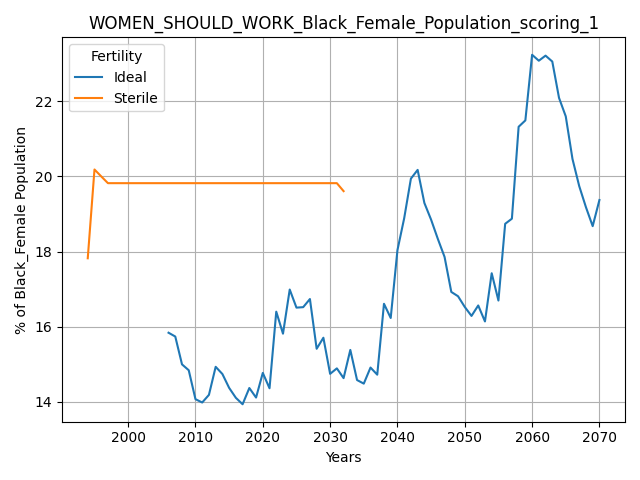 WOMEN_SHOULD_WORK_Black_Female_Population_scoring_1
Fertility
Ideal
Sterile
% of Black_Female Population
22
20
18
16
14
2000 2010 2020 2030 2040 2050 2060 2070
Years